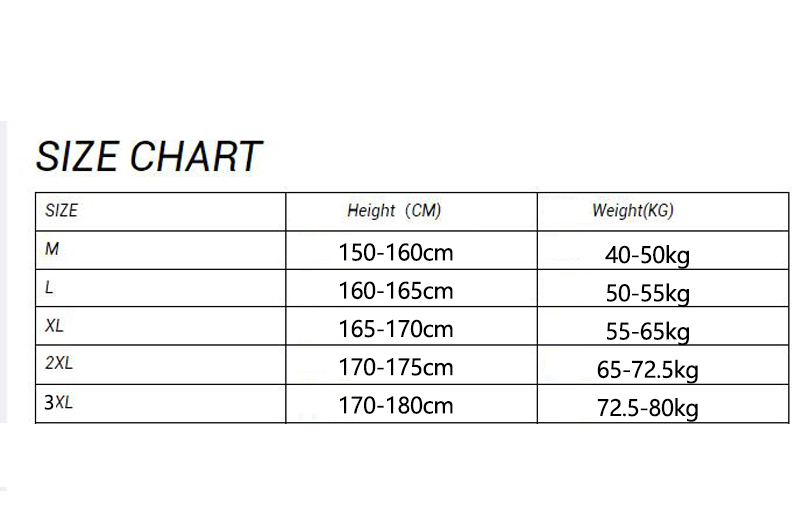 SIZE CHART
SIZE Height（CM) Weight(KG)
M 150-160cm 40-50kg
L 160-165cm 50-55kg
XL 165-170cm 55-65kg
2XL 170-175cm 65-72.5kg
3XL 170-180cm 72.5-80kg